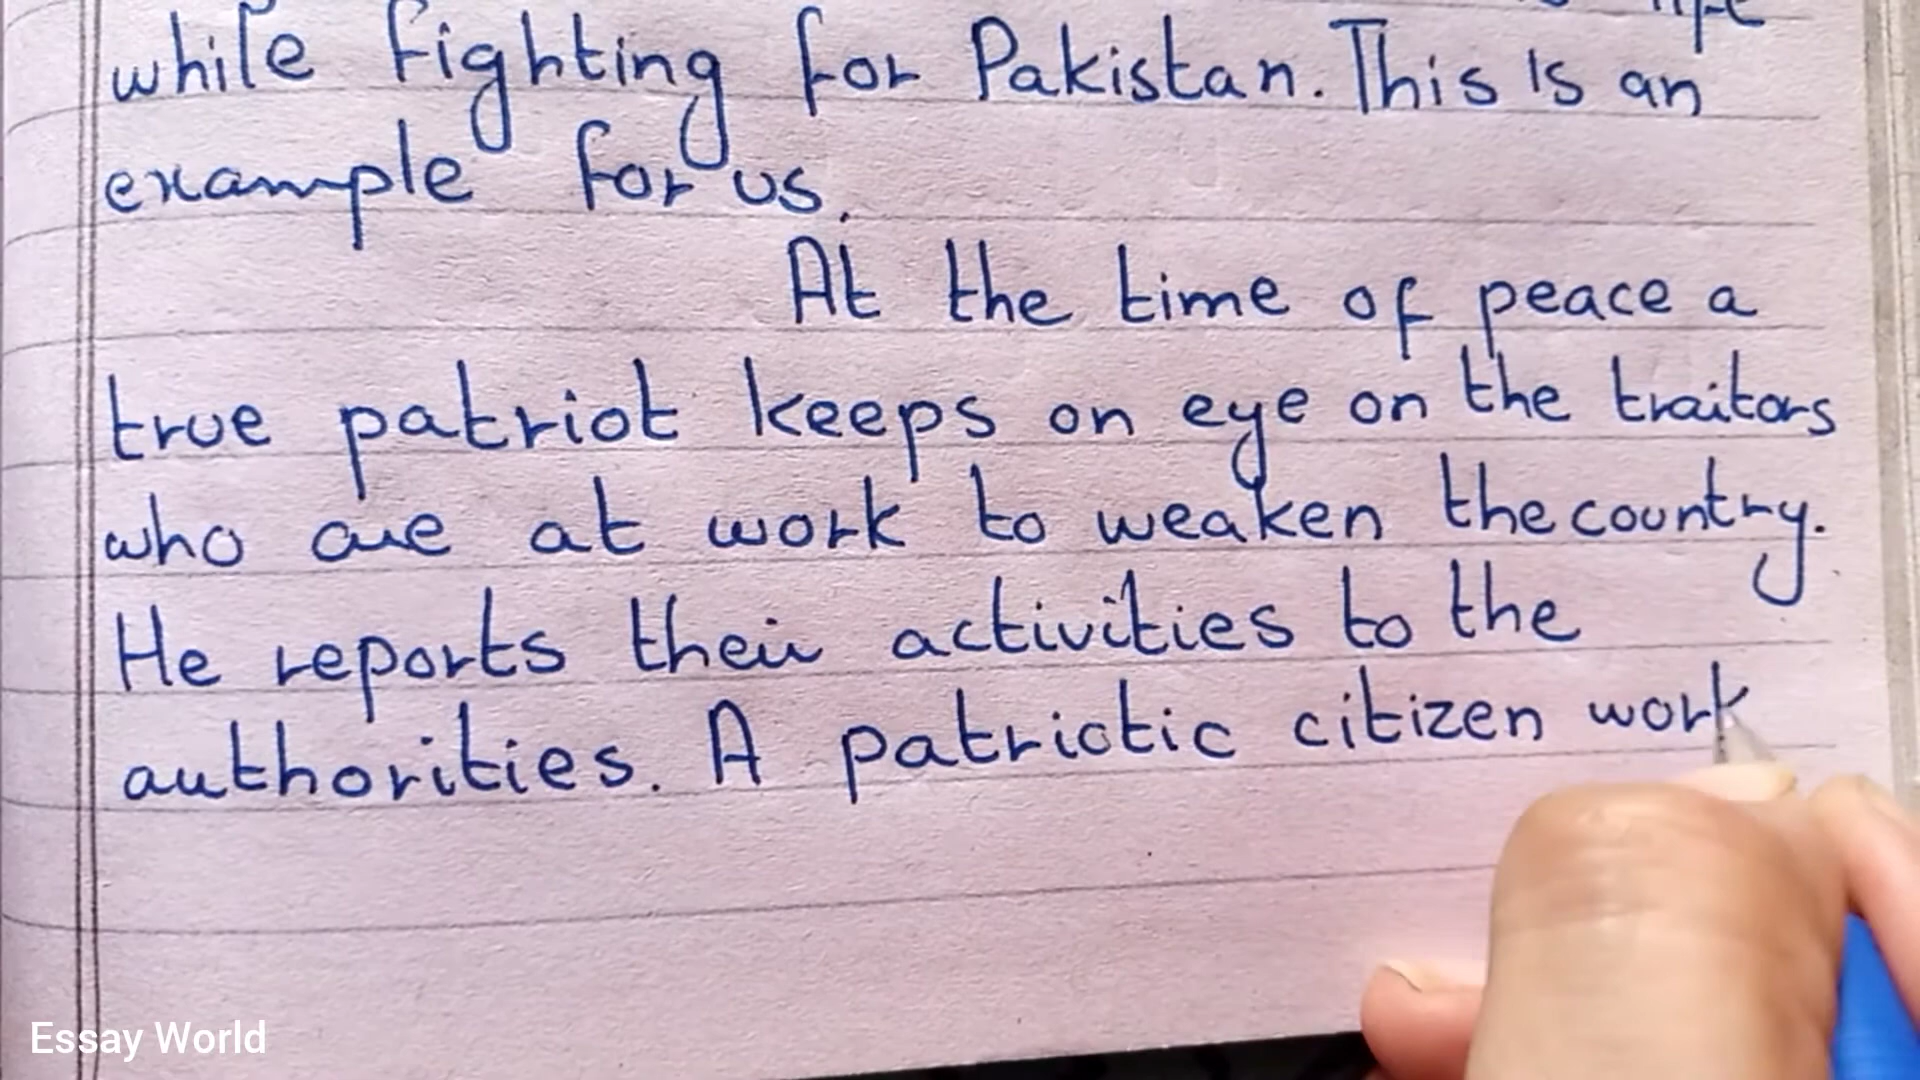 life
while fighting for Pakistan. This is an
example for us.
At the time of peace a
true patriot keeps on eye on the traitors
who are at work to weaken the country.
He reports their activities to the
authorities. A patriotic citizen work
Essay World